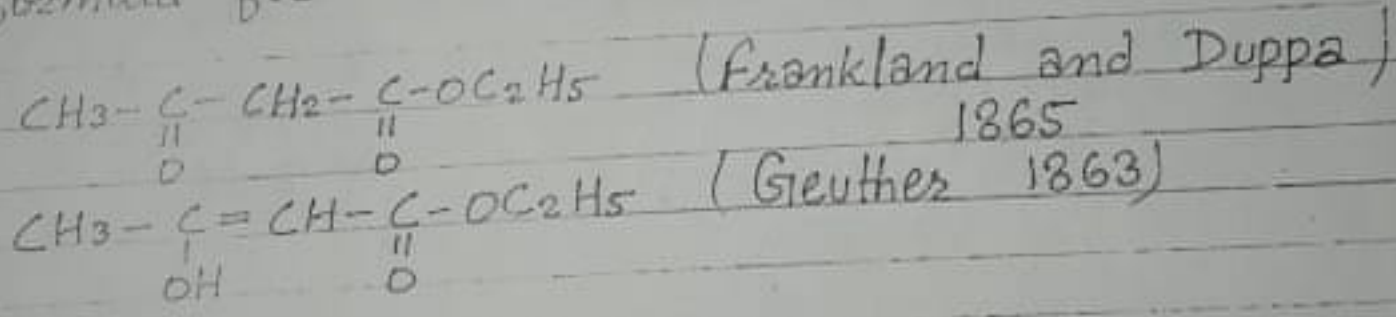 CH3-C-CH2-C-OC2H5 (Frankland and Duppa)
|| || 1865
O O
CH3-C=CH-C-OC2H5 (Geuther 1863)
| ||
OH O